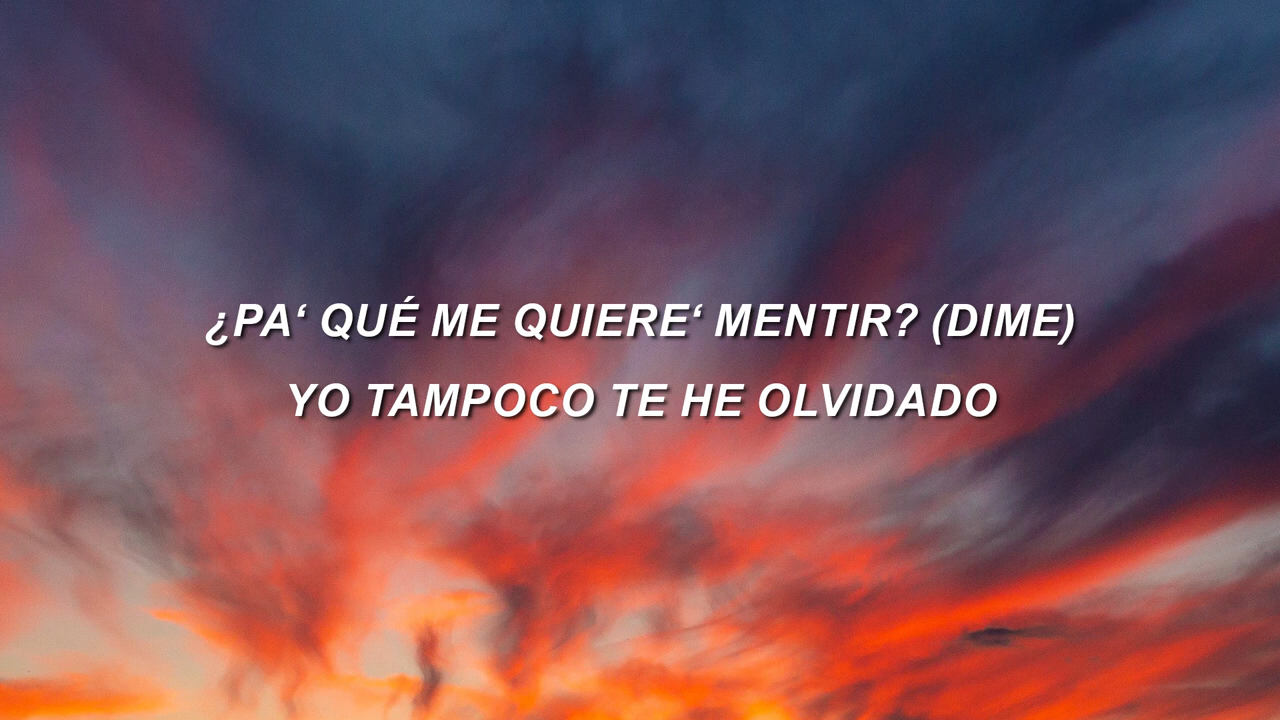 ¿PA‘ QUÉ ME QUIERE‘ MENTIR? (DIME)
YO TAMPOCO TE HE OLVIDADO